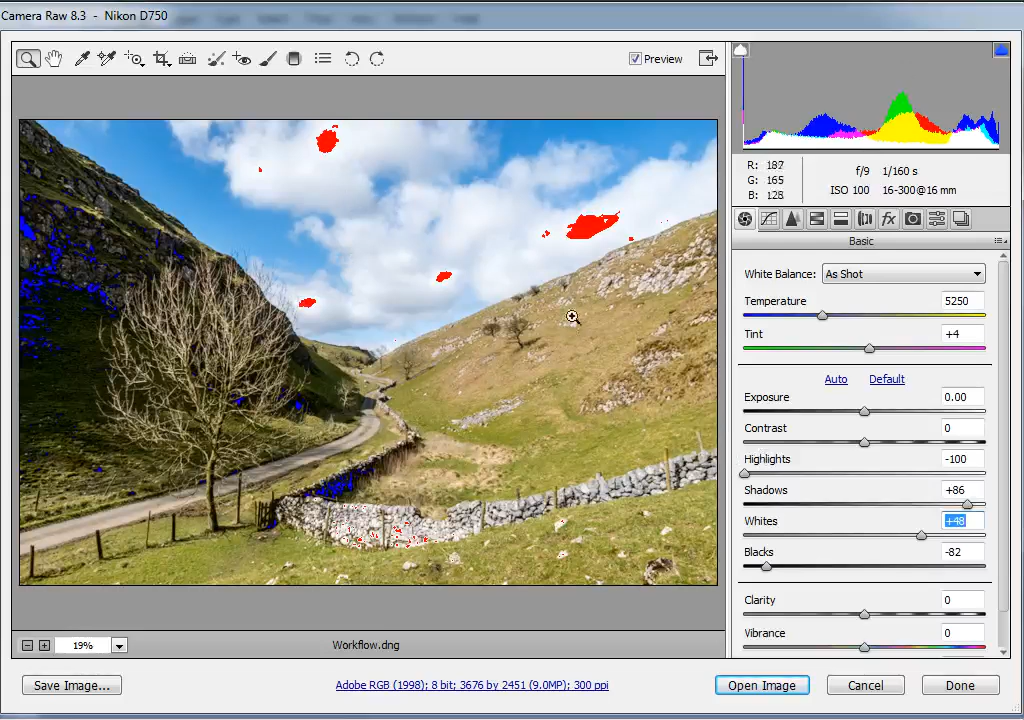 Camera Raw 8.3 - Nikon D750
Preview
R: 187
G: 165
B: 128
f/9 1/160 s
ISO 100 16-300@16 mm
fx
Basic
White Balance: As Shot
Temperature 5250
Tint +4
Auto Default
Exposure 0.00
Contrast 0
Highlights -100
Shadows +86
Whites +48
Blacks -82
Clarity 0
Vibrance 0
19%
Workflow.dng
Save Image...
Adobe RGB (1998); 8 bit; 3676 by 2451 (9.0MP); 300 ppi
Open Image Cancel Done